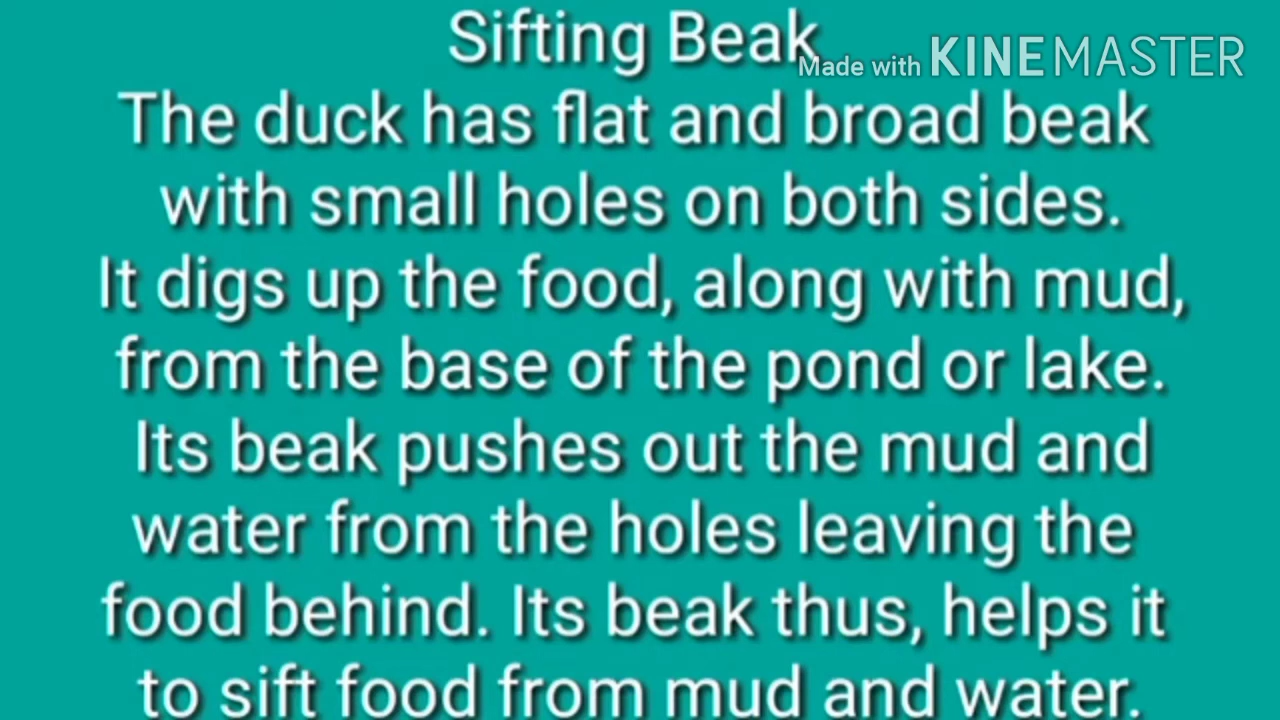 Sifting Beak
Made with KINEMASTER
The duck has flat and broad beak
with small holes on both sides.
It digs up the food, along with mud,
from the base of the pond or lake.
Its beak pushes out the mud and
water from the holes leaving the
food behind. Its beak thus, helps it
to sift food from mud and water.